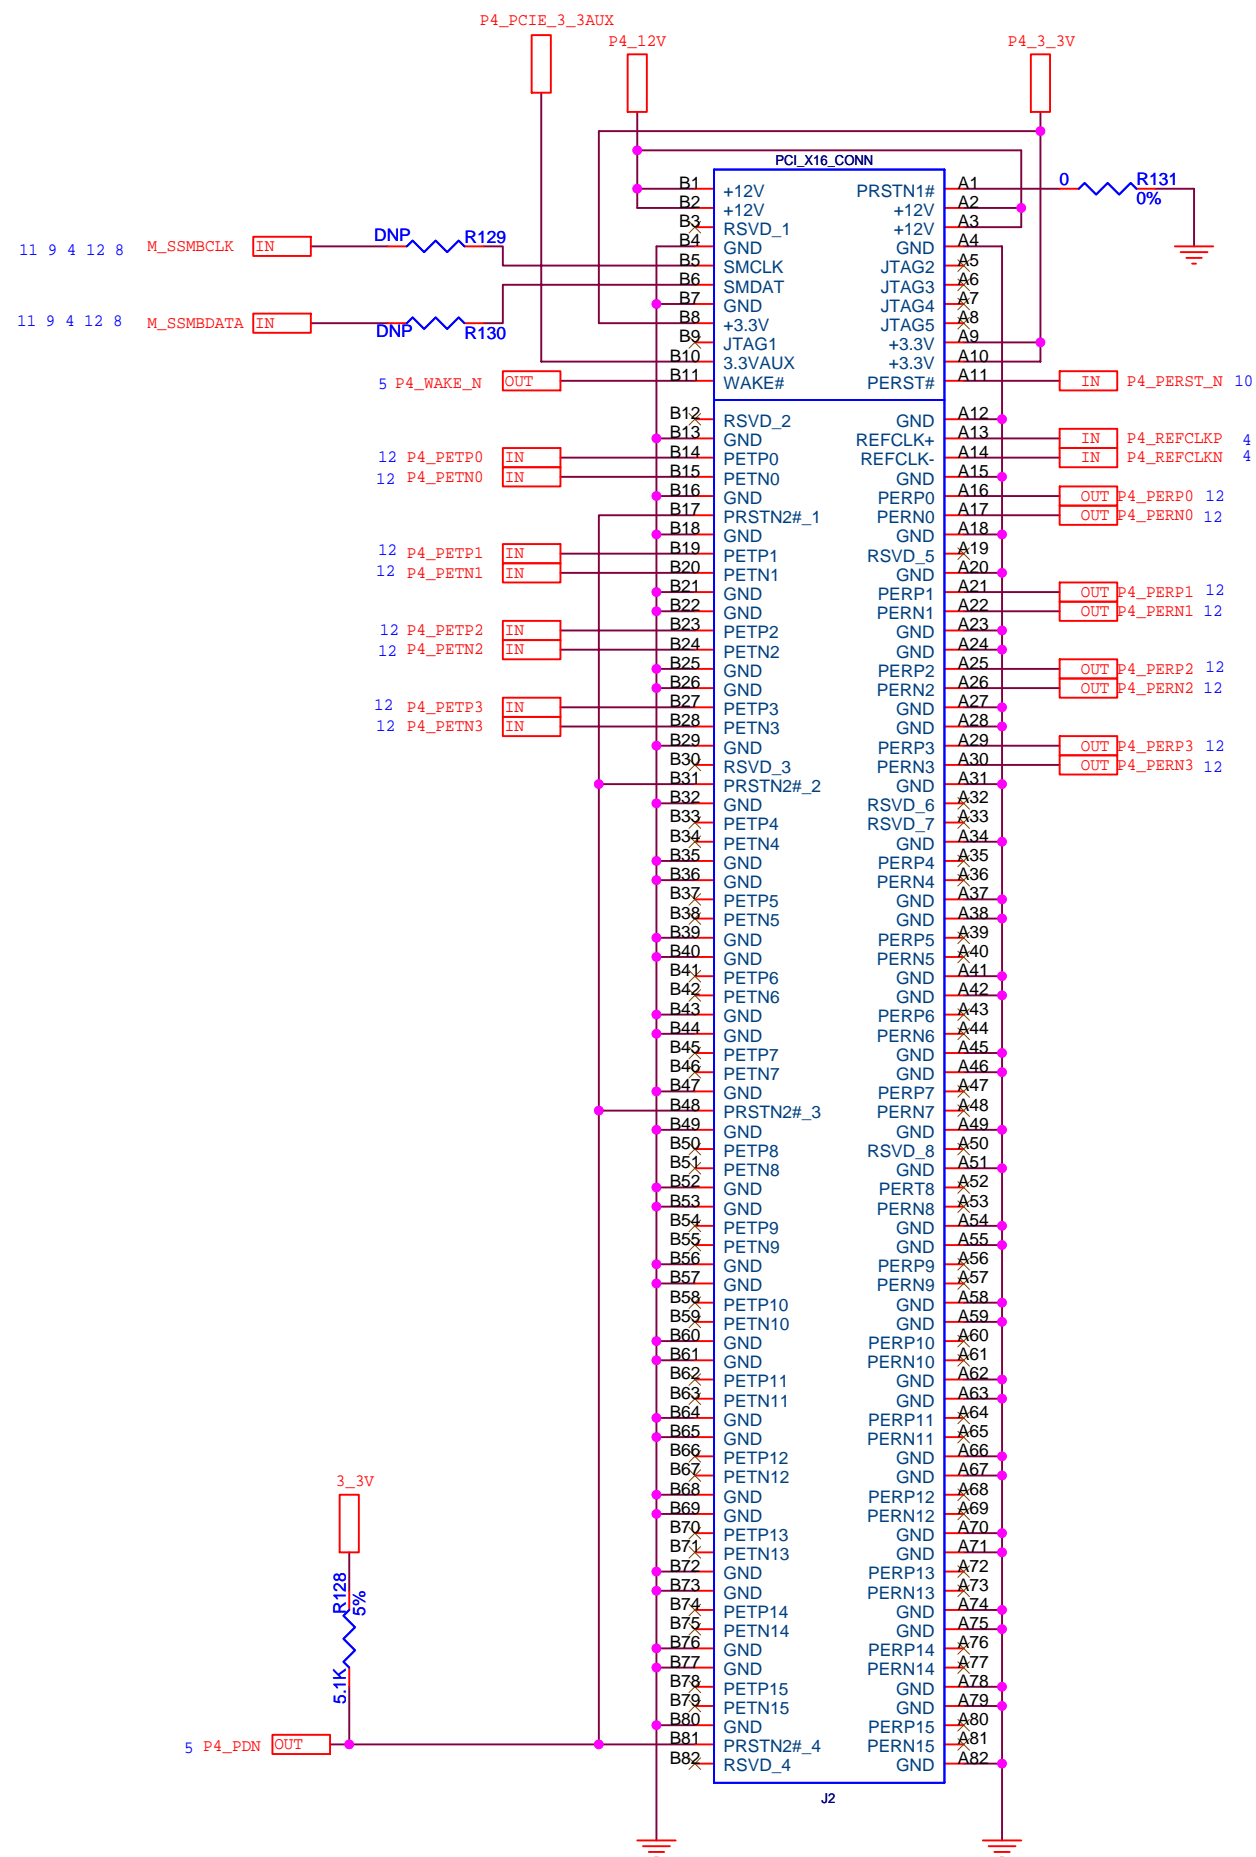 P4_PCIE_3_3AUX
P4_12V
P4_3_3V
PCI_X16_CONN
B1 +12V PRSTN1# A1 0 R131 0%
B2 +12V +12V A2
B3 RSVD_1 +12V A3
11 9 4 12 8 M_SSMBCLK IN DNP R129 B4 GND GND A4
B5 SMCLK JTAG2 A5
B6 SMDAT JTAG3 A6
B7 GND JTAG4 A7
11 9 4 12 8 M_SSMBDATA IN DNP R130 B8 +3.3V JTAG5 A8
B9 JTAG1 +3.3V A9
B10 3.3VAUX +3.3V A10
5 P4_WAKE_N OUT B11 WAKE# PERST# A11 IN P4_PERST_N 10
B12 RSVD_2 GND A12
B13 GND REFCLK+ A13 IN P4_REFCLKP 4
12 P4_PETP0 IN B14 PETP0 REFCLK- A14 IN P4_REFCLKN 4
12 P4_PETN0 IN B15 PETN0 GND A15
B16 GND PERP0 A16 OUT P4_PERP0 12
B17 PRSTN2#_1 PERN0 A17 OUT P4_PERN0 12
B18 GND GND A18
12 P4_PETP1 IN B19 PETP1 RSVD_5 A19
12 P4_PETN1 IN B20 PETN1 GND A20
B21 GND PERP1 A21 OUT P4_PERP1 12
B22 GND PERN1 A22 OUT P4_PERN1 12
12 P4_PETP2 IN B23 PETP2 GND A23
12 P4_PETN2 IN B24 PETN2 GND A24
B25 GND PERP2 A25 OUT P4_PERP2 12
B26 GND PERN2 A26 OUT P4_PERN2 12
12 P4_PETP3 IN B27 PETP3 GND A27
12 P4_PETN3 IN B28 PETN3 GND A28
B29 GND PERP3 A29 OUT P4_PERP3 12
B30 RSVD_3 PERN3 A30 OUT P4_PERN3 12
B31 PRSTN2#_2 GND A31
B32 GND RSVD_6 A32
B33 PETP4 RSVD_7 A33
B34 PETN4 GND A34
B35 GND PERP4 A35
B36 GND PERN4 A36
B37 PETP5 GND A37
B38 PETN5 GND A38
B39 GND PERP5 A39
B40 GND PERN5 A40
B41 PETP6 GND A41
B42 PETN6 GND A42
B43 GND PERP6 A43
B44 GND PERN6 A44
B45 PETP7 GND A45
B46 PETN7 GND A46
B47 GND PERP7 A47
B48 PRSTN2#_3 PERN7 A48
B49 GND GND A49
B50 PETP8 RSVD_8 A50
B51 PETN8 GND A51
B52 GND PERT8 A52
B53 GND PERN8 A53
B54 PETP9 GND A54
B55 PETN9 GND A55
B56 GND PERP9 A56
B57 GND PERN9 A57
B58 PETP10 GND A58
B59 PETN10 GND A59
B60 GND PERP10 A60
B61 GND PERN10 A61
B62 PETP11 GND A62
B63 PETN11 GND A63
B64 GND PERP11 A64
B65 GND PERN11 A65
B66 PETP12 GND A66
B67 PETN12 GND A67
3_3V
B68 GND PERP12 A68
B69 GND PERN12 A69
B70 PETP13 GND A70
B71 PETN13 GND A71
B72 GND PERP13 A72
B73 GND PERN13 A73
R128
5%
5.1K
B74 PETP14 GND A74
B75 PETN14 GND A75
B76 GND PERP14 A76
B77 GND PERN14 A77
B78 PETP15 GND A78
B79 PETN15 GND A79
B80 GND PERP15 A80
5 P4_PDN OUT B81 PRSTN2#_4 PERN15 A81
B82 RSVD_4 GND A82
J2